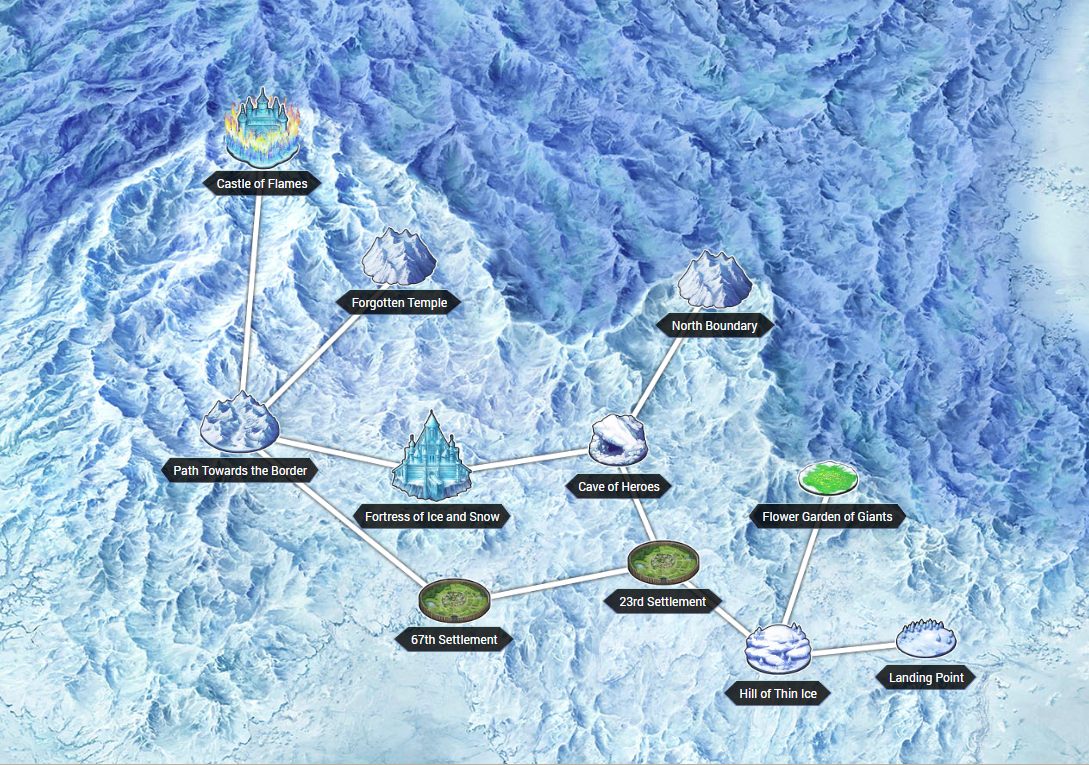 Castle of Flames
Forgotten Temple
North Boundary
Path Towards the Border
Cave of Heroes
Fortress of Ice and Snow
Flower Garden of Giants
23rd Settlement
67th Settlement
Landing Point
Hill of Thin Ice